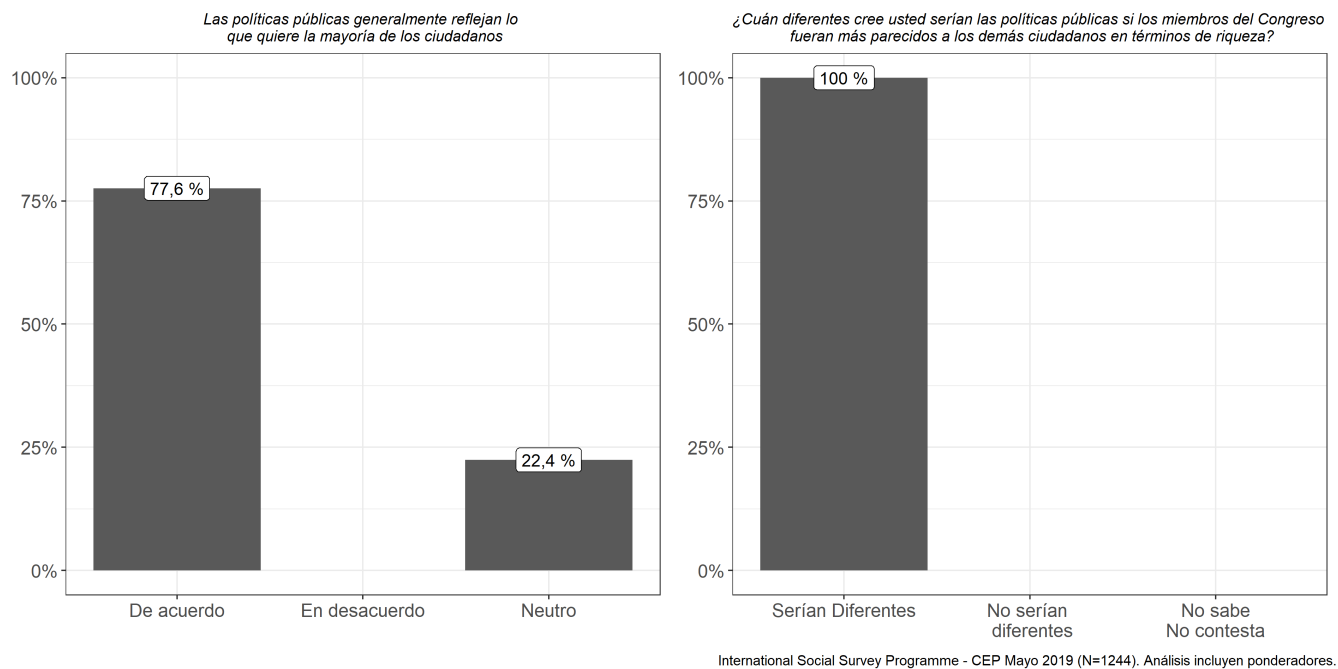 Las políticas públicas generalmente reflejan lo
que quiere la mayoría de los ciudadanos
100%
75%
50%
25%
0%
77,6 %
22,4 %
De acuerdo
En desacuerdo
Neutro
¿Cuán diferentes cree usted serían las políticas públicas si los miembros del Congreso
fueran más parecidos a los demás ciudadanos en términos de riqueza?
100%
75%
50%
25%
0%
100 %
Serían Diferentes
No serían
diferentes
No sabe
No contesta
International Social Survey Programme - CEP Mayo 2019 (N=1244). Análisis incluyen ponderadores.